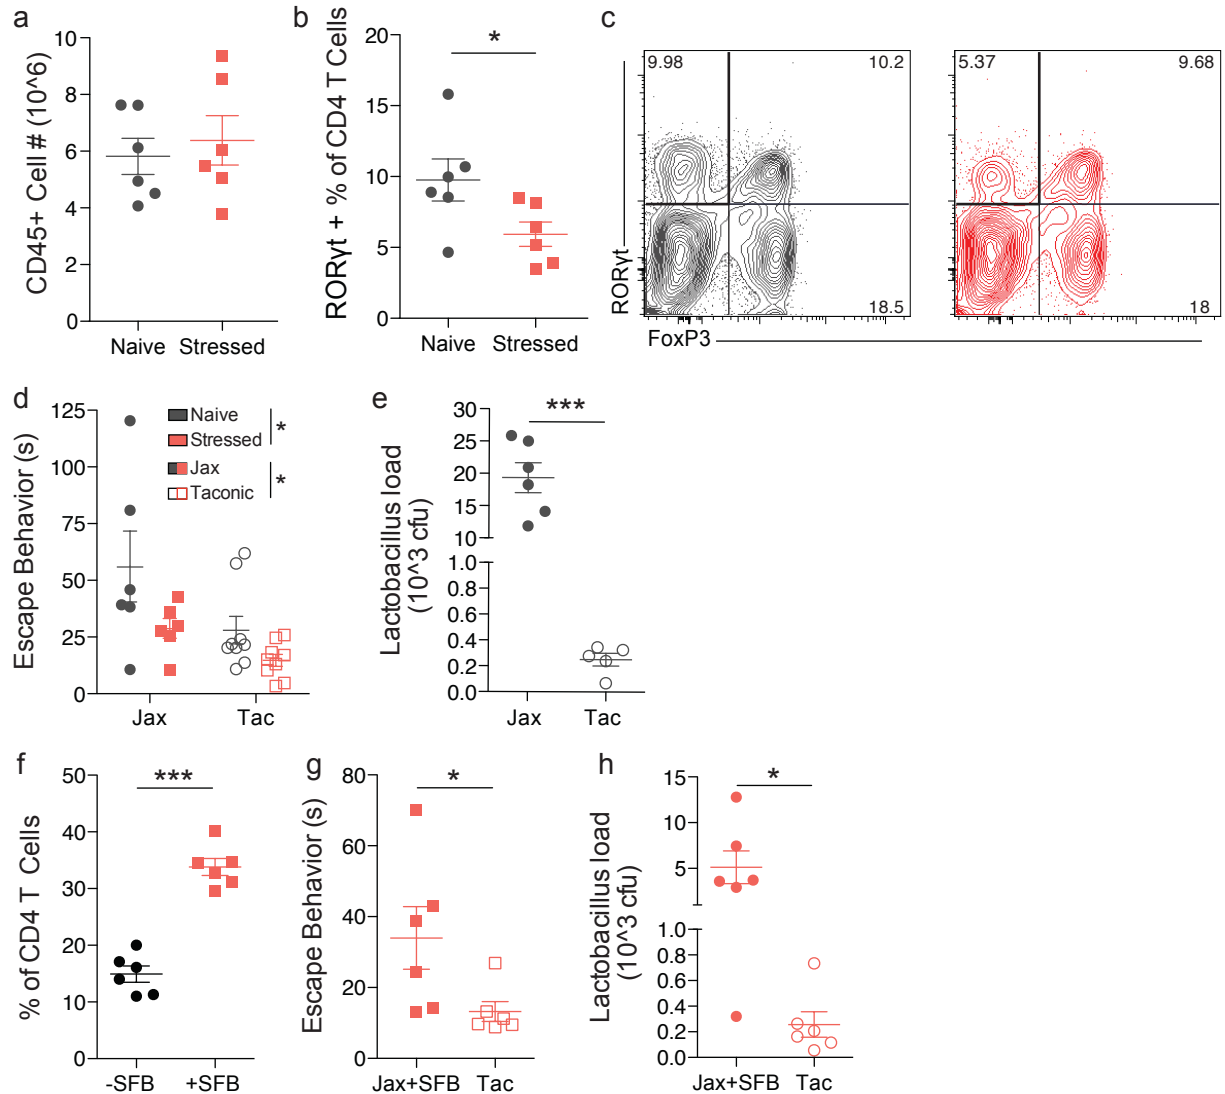 a
CD45+ Cell # (10^6)
10
8
6
4
2
0
Naive Stressed
b
RORγt + % of CD4 T Cells
20
15
10
5
0
*
Naive Stressed
c
9.98 10.2
18.5
5.37 9.68
18
RORγt
FoxP3
d
Escape Behavior (s)
125
100
75
50
25
0
Naive
Stressed
*
Jax
Taconic
*
Jax Tac
e
Lactobacillus load
(10^3 cfu)
30
25
20
15
10
1.0
0.8
0.6
0.4
0.2
0.0
***
Jax Tac
f
% of CD4 T Cells
50
40
30
20
10
0
***
-SFB +SFB
g
Escape Behavior (s)
80
60
40
20
0
*
Jax+SFB Tac
h
Lactobacillus load
(10^3 cfu)
15
10
5
1.0
0.8
0.6
0.4
0.2
0.0
*
Jax+SFB Tac